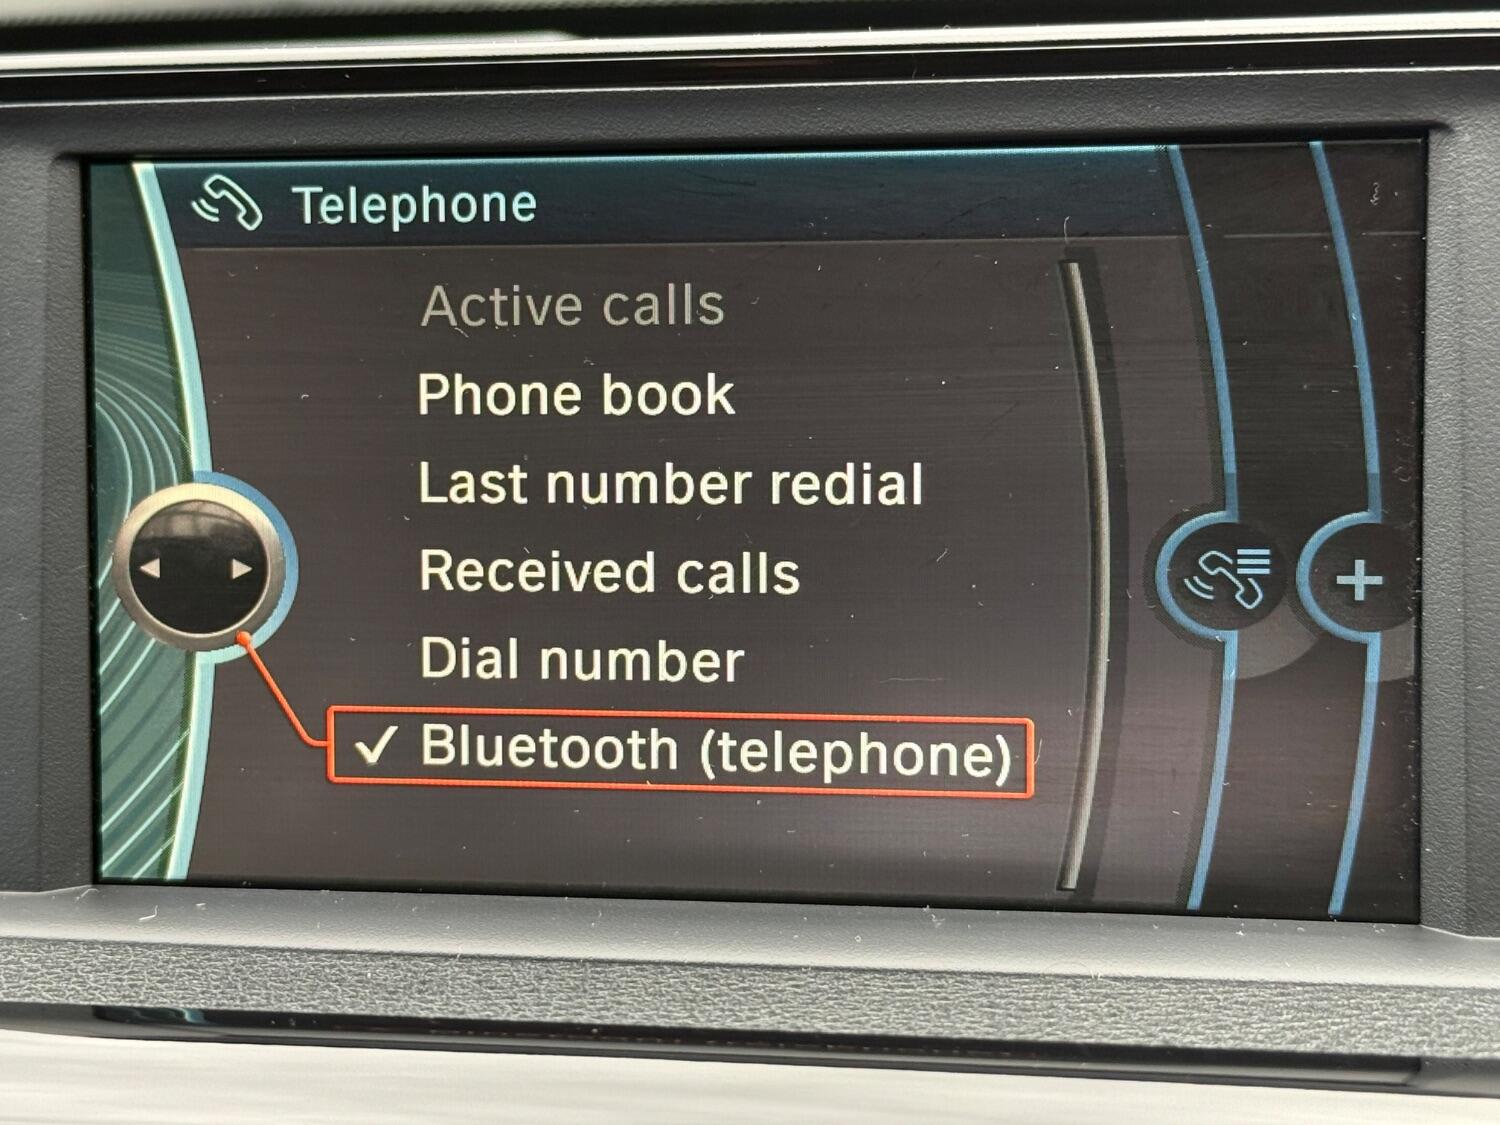 Telephone
Active calls
Phone book
Last number redial
Received calls
Dial number
✓ Bluetooth (telephone)